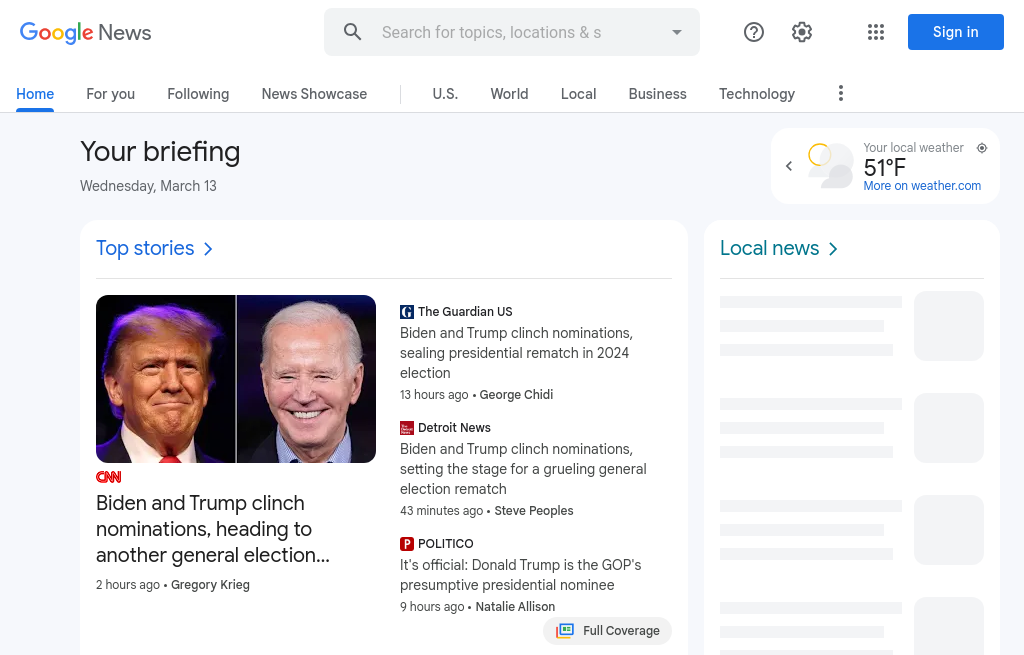 Google News
Search for topics, locations & s
Sign in
Home
For you
Following
News Showcase
U.S.
World
Local
Business
Technology
Your briefing
Wednesday, March 13
Your local weather
51°F
More on weather.com
Top stories
CNN
Biden and Trump clinch
nominations, heading to
another general election...
2 hours ago • Gregory Krieg
The Guardian US
Biden and Trump clinch nominations,
sealing presidential rematch in 2024
election
13 hours ago • George Chidi
Detroit News
Biden and Trump clinch nominations,
setting the stage for a grueling general
election rematch
43 minutes ago • Steve Peoples
POLITICO
It's official: Donald Trump is the GOP's
presumptive presidential nominee
9 hours ago • Natalie Allison
Full Coverage
Local news